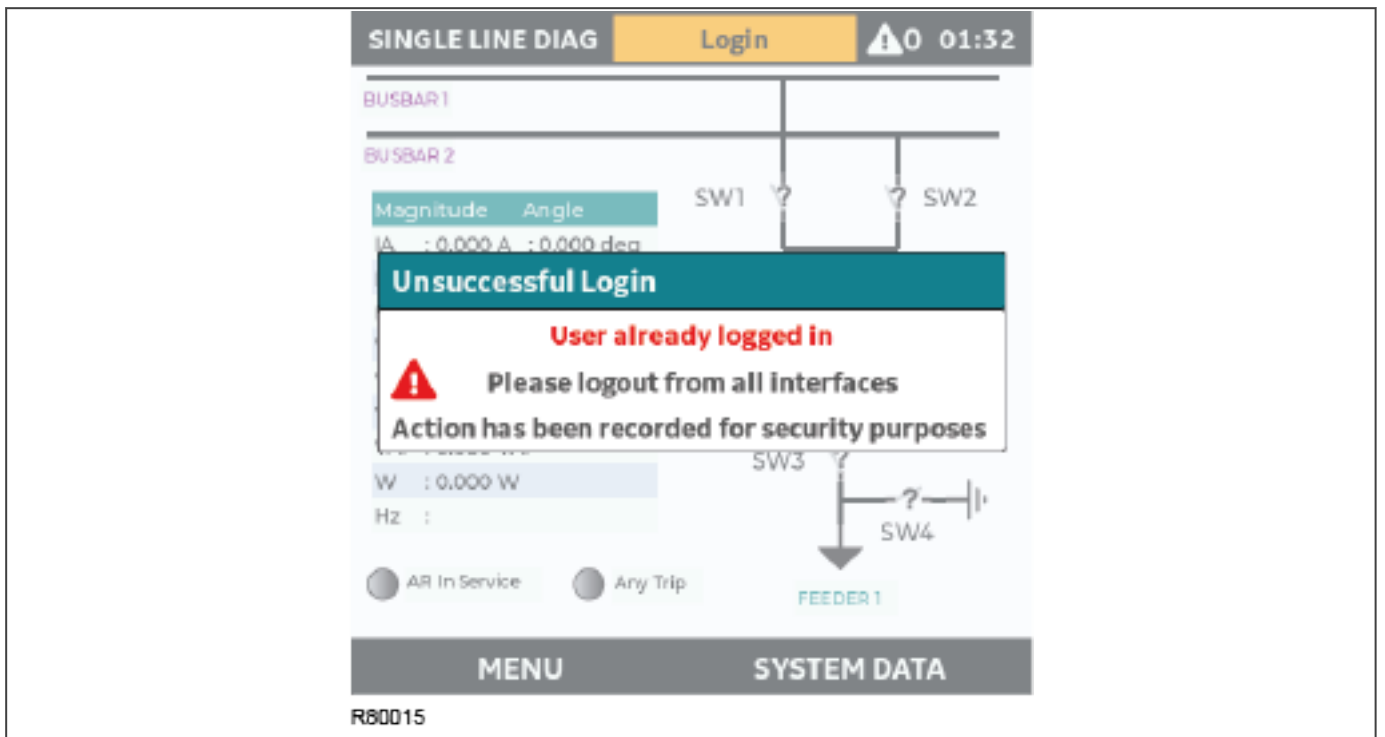 SINGLE LINE DIAG Login 0 01:32
BUSBAR 1
BUSBAR 2
SW1 ? ? SW2
Magnitude Angle
IA : 0.000 A : 0.000 deg
Unsuccessful Login
User already logged in
Please logout from all interfaces
Action has been recorded for security purposes
SW3 ?
W : 0.000 W
?
Hz :
SW4
AR In Service Any Trip
FEEDER 1
MENU SYSTEM DATA
R80015